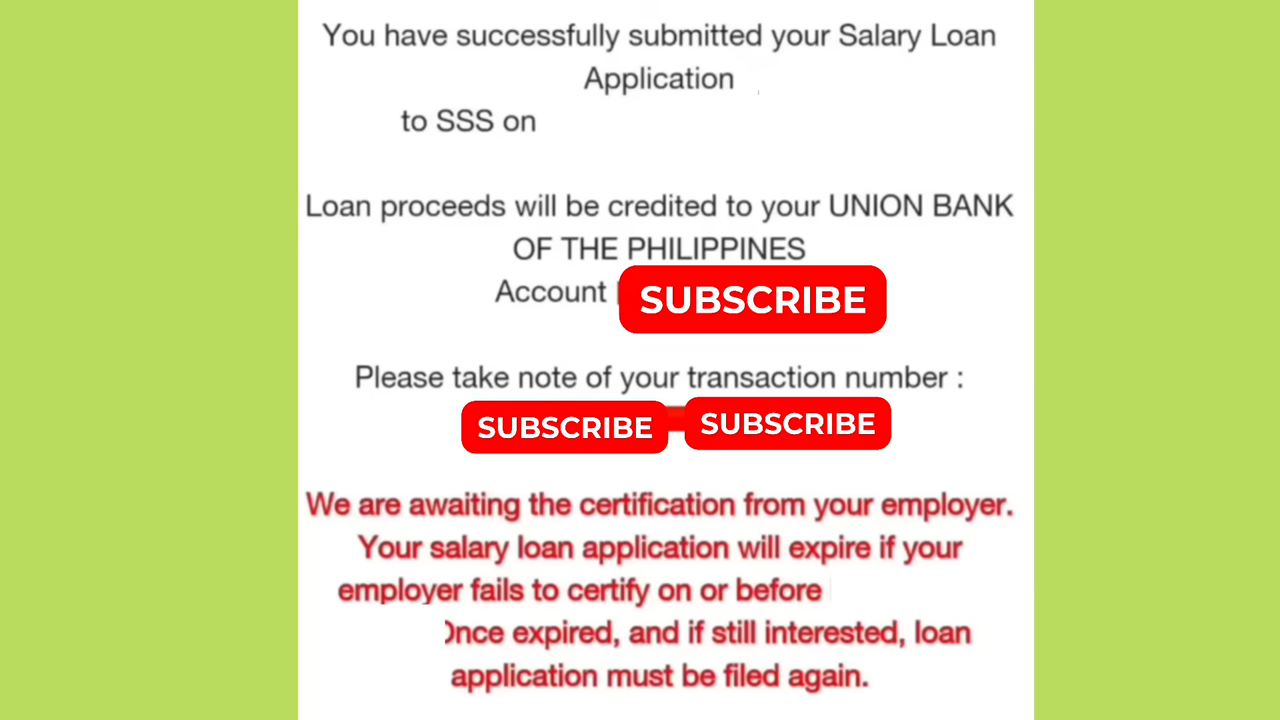 You have successfully submitted your Salary Loan
Application
to SSS on
Loan proceeds will be credited to your UNION BANK
OF THE PHILIPPINES
Account SUBSCRIBE
Please take note of your transaction number :
SUBSCRIBE SUBSCRIBE
We are awaiting the certification from your employer.
Your salary loan application will expire if your
employer fails to certify on or before
Once expired, and if still interested, loan
application must be filed again.